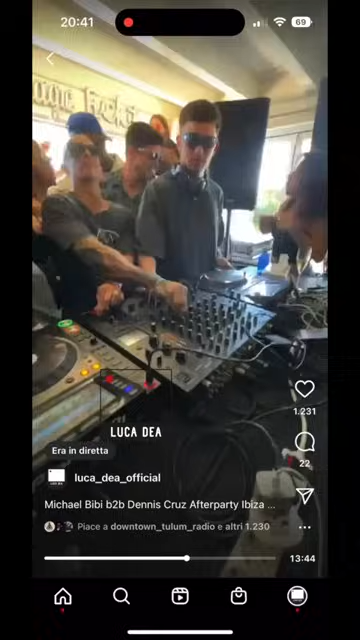 20:41
69
LUCA DEA
Era in diretta
luca_dea_official
Michael Bibi b2b Dennis Cruz Afterparty Ibiza ...
Piace a downtown_tulum_radio e altri 1.230
1.231
22
13:44